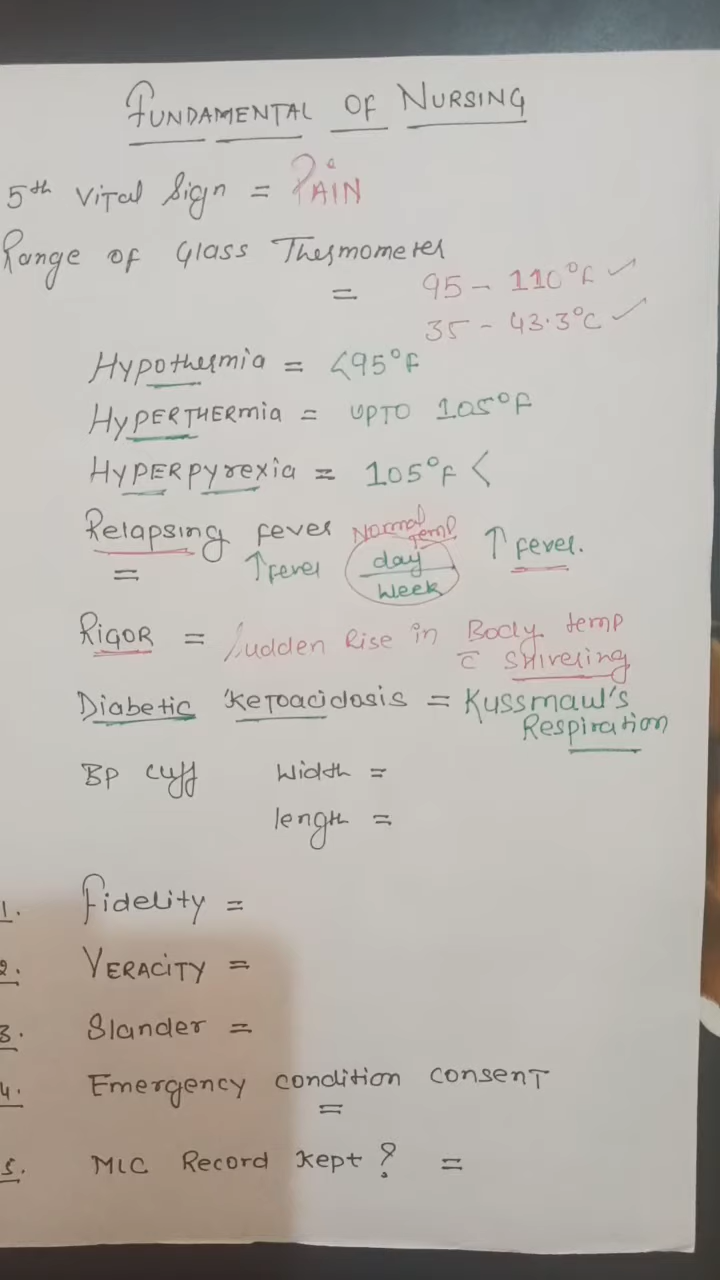 FUNDAMENTAL OF NURSING
5th Vital Sign = PAIN
Range of Glass Thermometer
= 95 - 110°F ✓
35 - 43.3°C ✓
Hypothermia = <95°F
HYPERTHERmia = UPTO 105°F
HYPERPyrexia = 105°F <
Relapsing fever Normal Temp
= ↑fever day/week ↑fever.
RIGOR = Sudden Rise in Body temp
c̄ SHivering
Diabetic Ketoacidosis = Kussmaul's
Respiration
BP cuff Width =
length =
1. Fidelity =
2. VERACITY =
3. Slander =
4. Emergency condition consent
=
5. MLC Record Kept? =